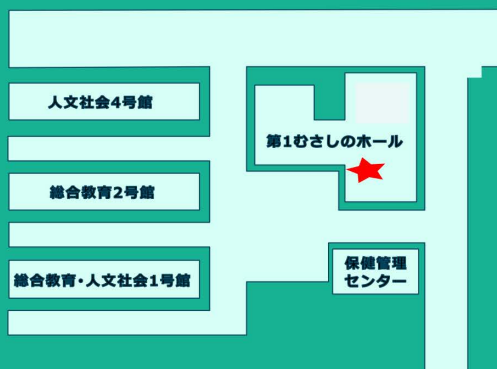 人文社会4号館
第1むさしのホール
総合教育2号館
保健管理
センター
総合教育・人文社会1号館